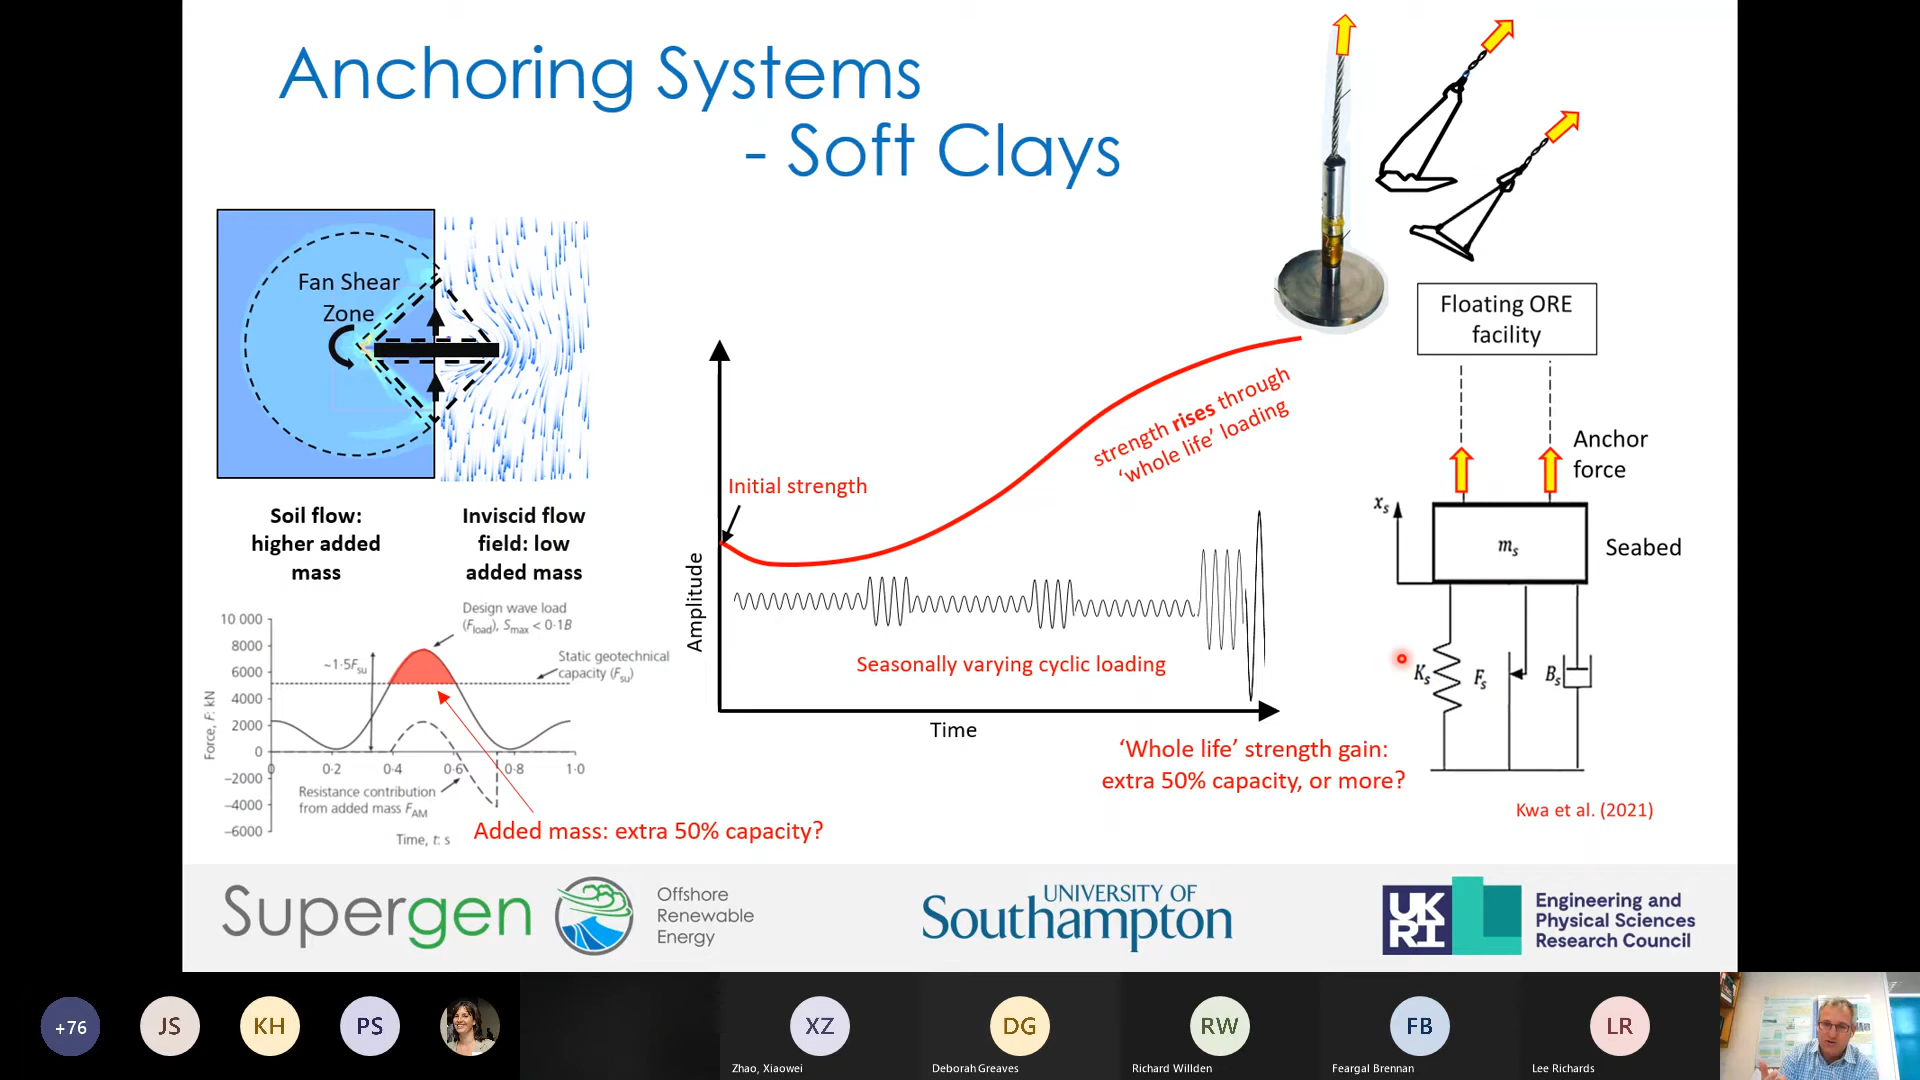 Anchoring Systems
- Soft Clays
Fan Shear
Zone
Soil flow:
higher added
mass
Inviscid flow
field: low
added mass
10 000
8000
6000
4000
2000
0
−2000
−4000
−6000
Force, F: kN
0
0·2
0·4
0·6
0·8
1·0
Time, t: s
~1·5Fsu
Design wave load
(Fload), Smax < 0·1B
Static geotechnical
capacity (Fsu)
Resistance contribution
from added mass FAM
Added mass: extra 50% capacity?
Amplitude
Time
Initial strength
strength rises through
‘whole life’ loading
Seasonally varying cyclic loading
‘Whole life’ strength gain:
extra 50% capacity, or more?
Floating ORE
facility
Anchor
force
xs
ms
Seabed
Ks
Fs
Bs
Kwa et al. (2021)
Supergen
Offshore
Renewable
Energy
UNIVERSITY OF
Southampton
UK
RI
Engineering and
Physical Sciences
Research Council
+76
JS
KH
PS
XZ
Zhao, Xiaowei
DG
Deborah Greaves
RW
Richard Willden
FB
Feargal Brennan
LR
Lee Richards